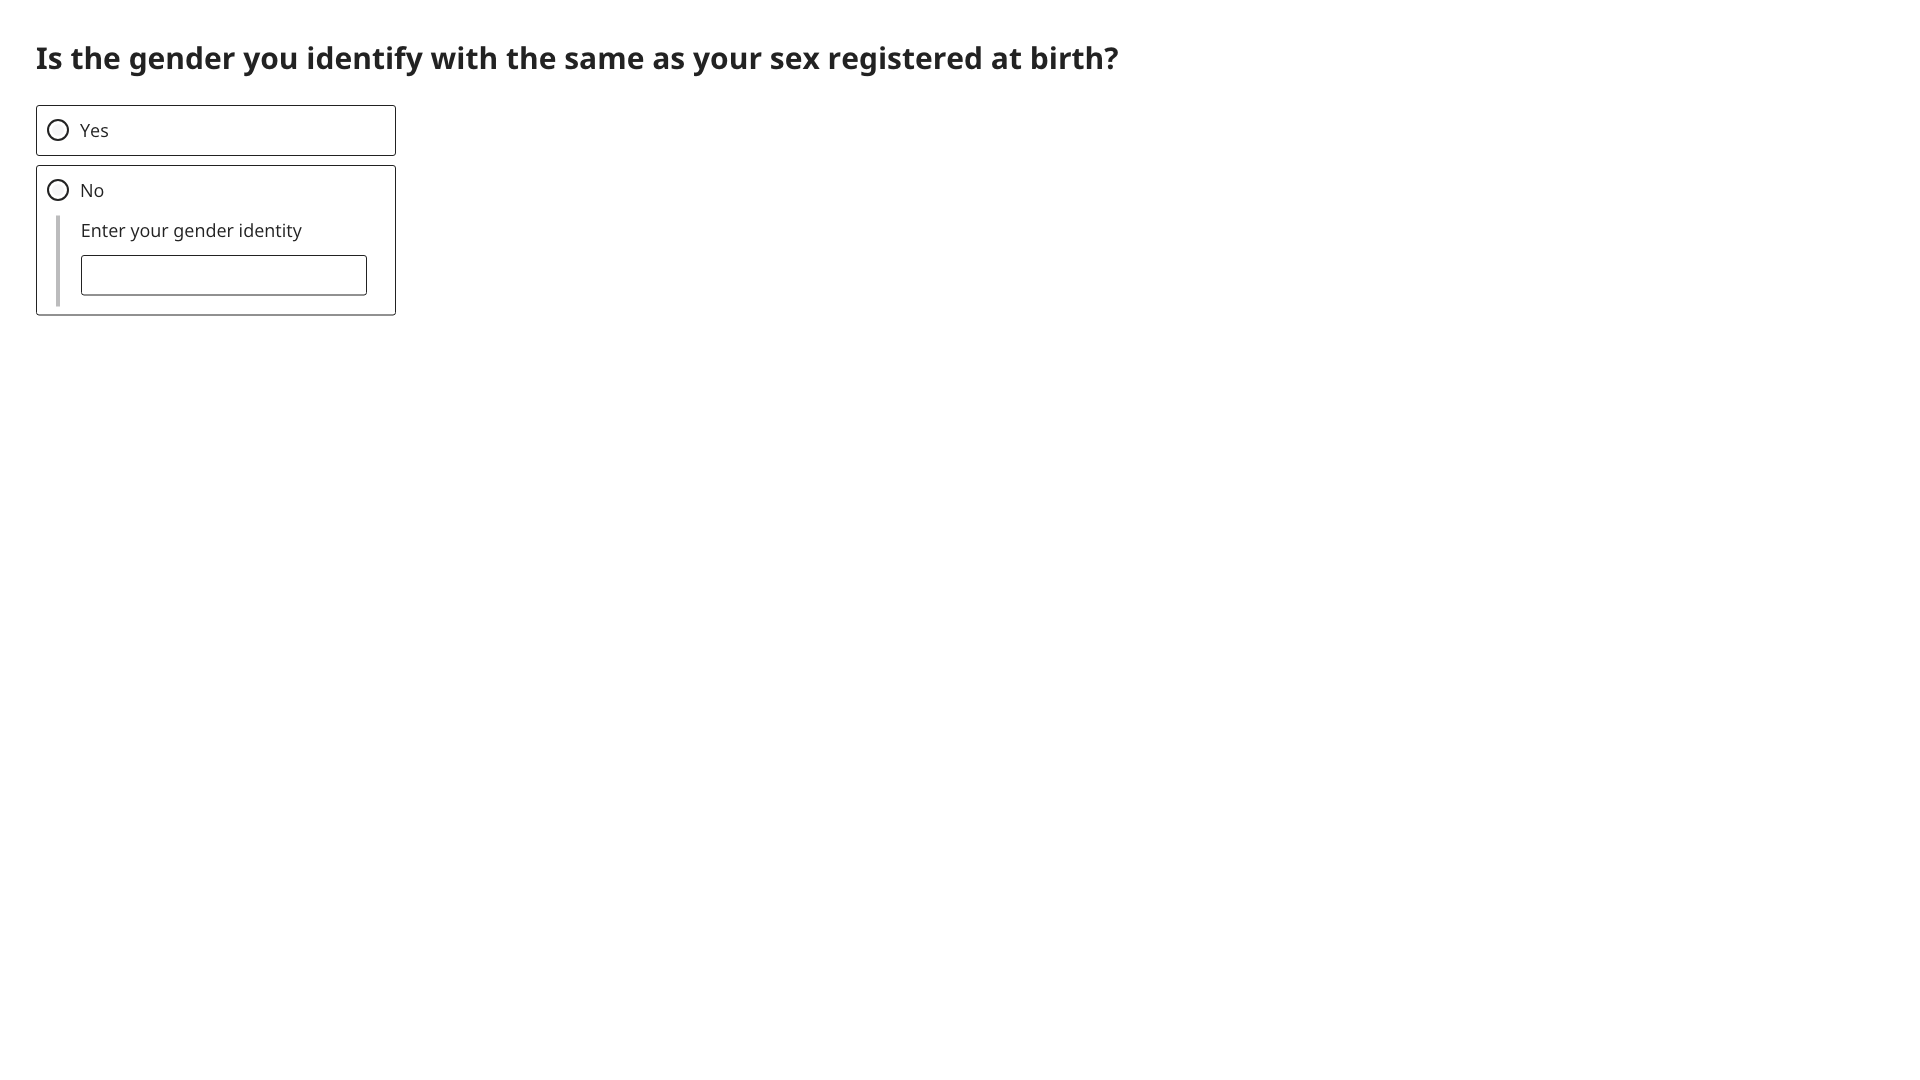 Is the gender you identify with the same as your sex registered at birth?
Yes
No
Enter your gender identity